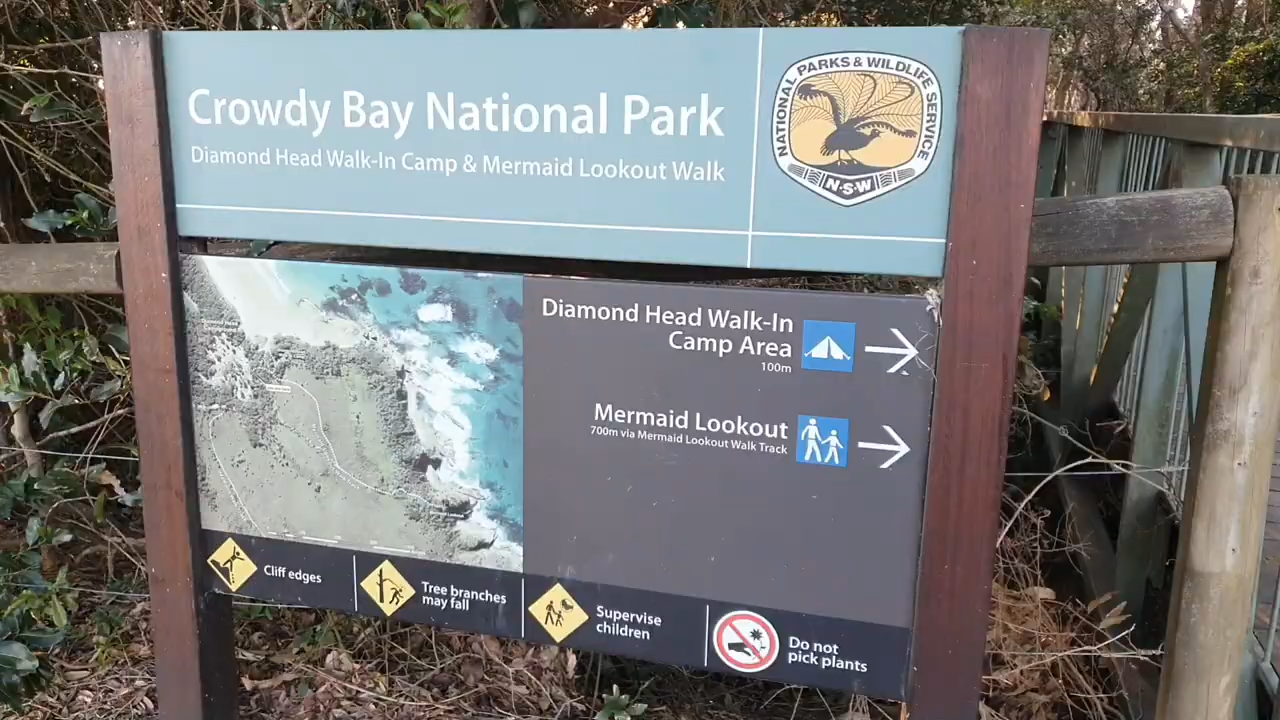 Crowdy Bay National Park
Diamond Head Walk-In Camp & Mermaid Lookout Walk
NATIONAL PARKS & WILDLIFE SERVICE
N·S·W
Diamond Head Walk-In
Camp Area
100m
Mermaid Lookout
700m via Mermaid Lookout Walk Track
Cliff edges
Tree branches
may fall
Supervise
children
Do not
pick plants